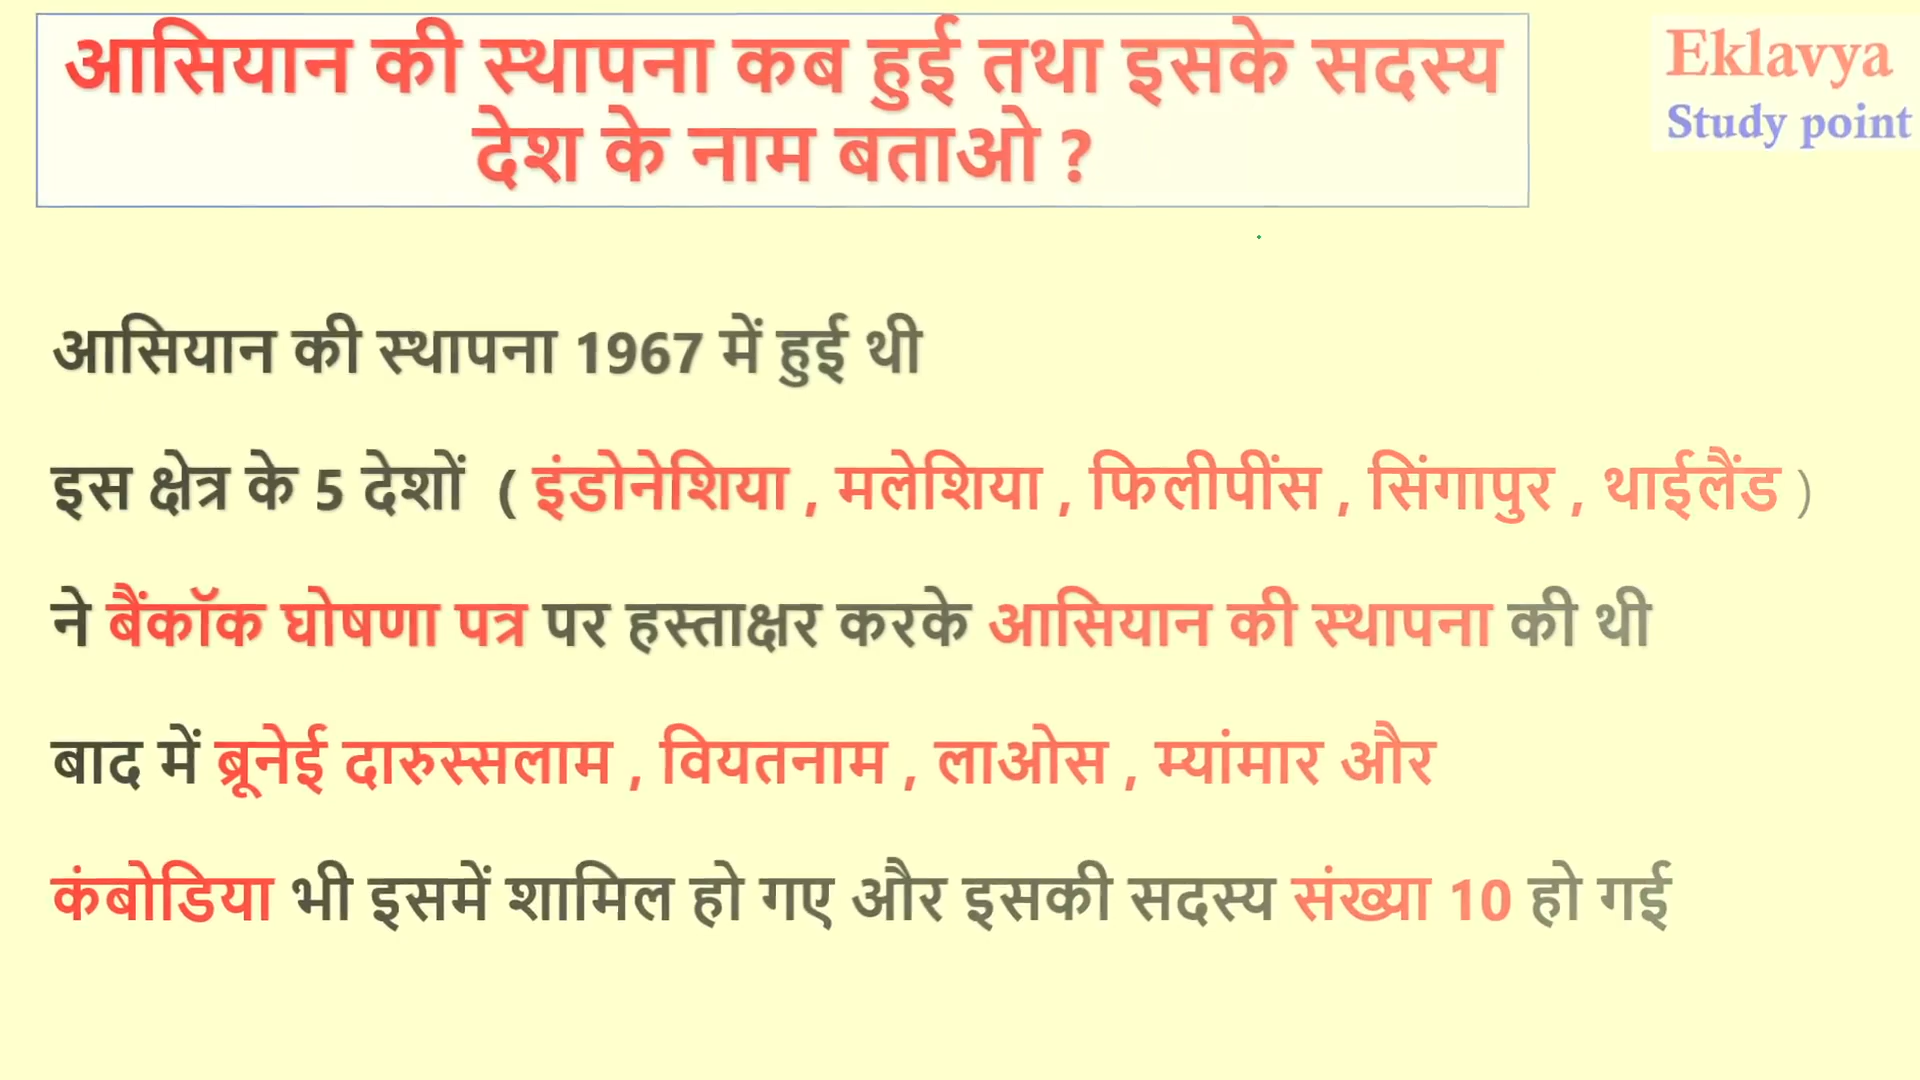 आसियान की स्थापना कब हुई तथा इसके सदस्य
देश के नाम बताओ ?
Eklavya
Study point
आसियान की स्थापना 1967 में हुई थी
इस क्षेत्र के 5 देशों ( इंडोनेशिया , मलेशिया , फिलीपींस , सिंगापुर , थाईलैंड )
ने बैंकॉक घोषणा पत्र पर हस्ताक्षर करके आसियान की स्थापना की थी
बाद में ब्रूनेई दारुस्सलाम , वियतनाम , लाओस , म्यांमार और
कंबोडिया भी इसमें शामिल हो गए और इसकी सदस्य संख्या 10 हो गई